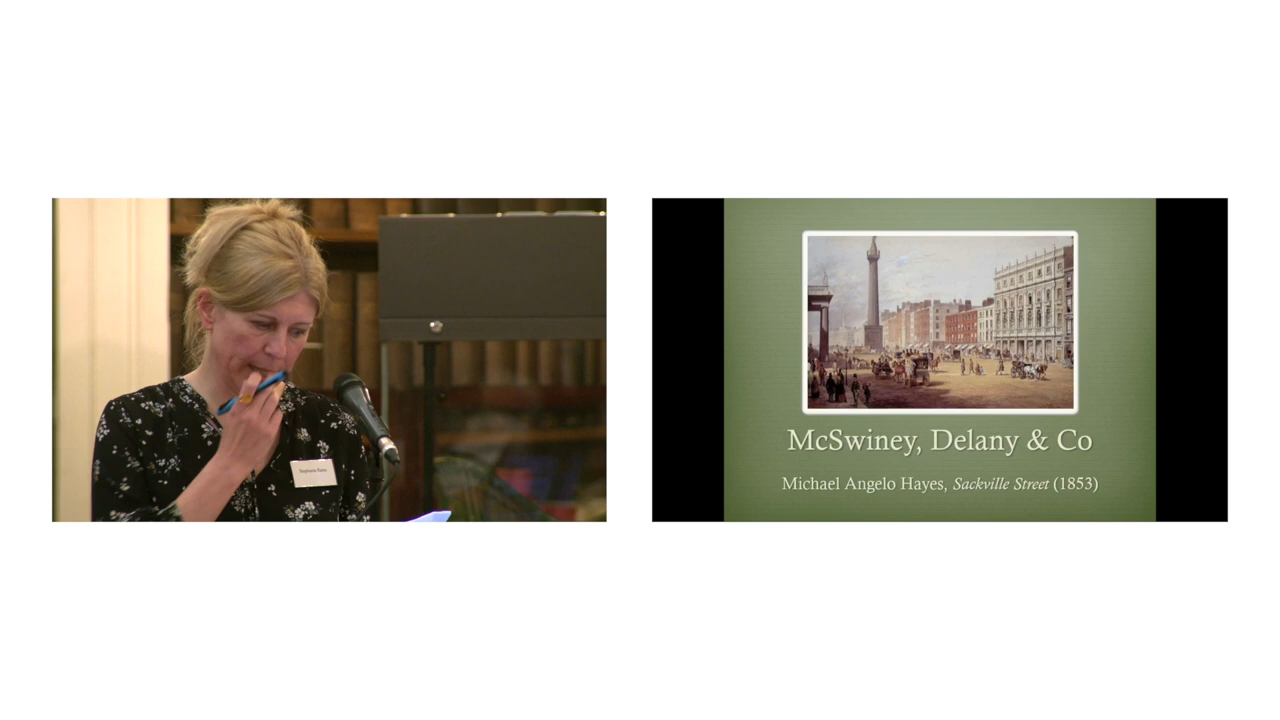 McSwiney, Delany & Co
Michael Angelo Hayes, Sackville Street (1853)